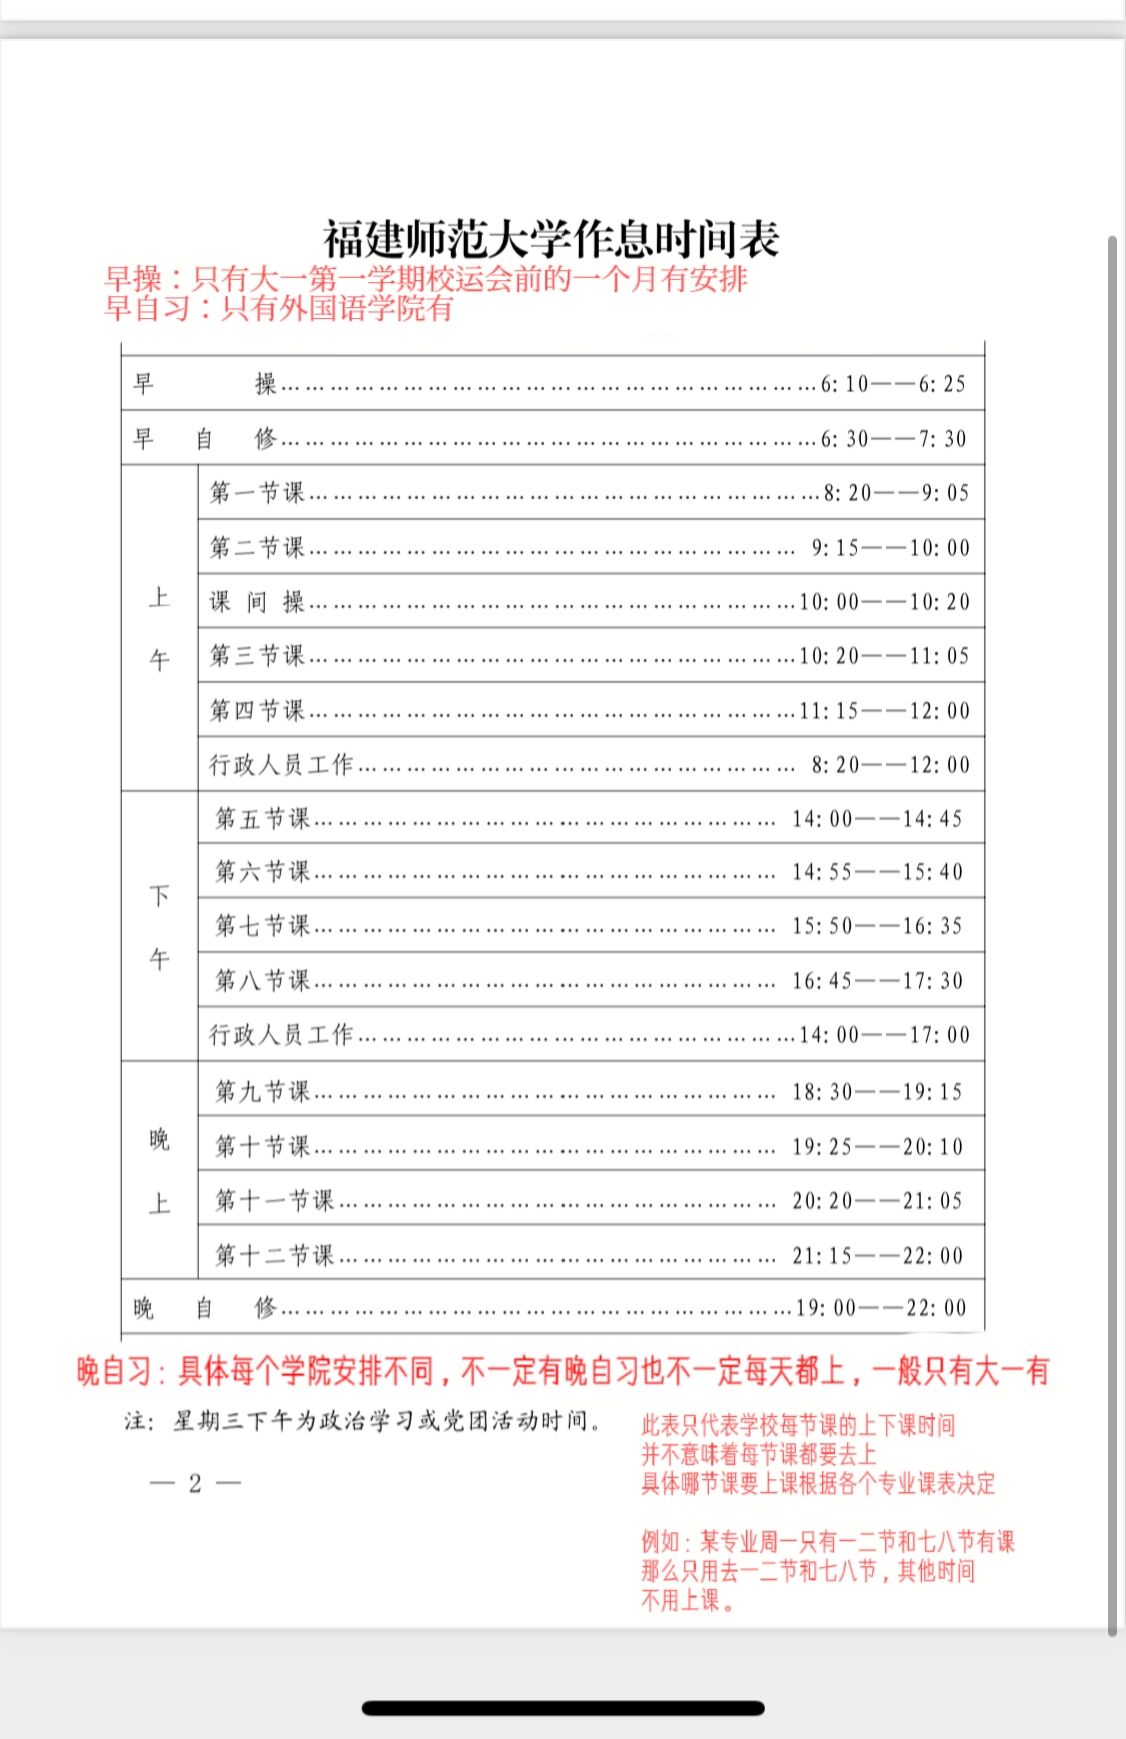 福建师范大学作息时间表
早操：只有大一第一学期校运会前的一个月有安排
早自习：只有外国语学院有
早 操………………………………………………………………6：10——6：25
早 自 修………………………………………………………………6：30——7：30
上午
第一节课……………………………………………………………8：20——9：05
第二节课………………………………………………………… 9：15——10：00
课 间 操…………………………………………………………10：00——10：20
第三节课…………………………………………………………10：20——11：05
第四节课…………………………………………………………11：15——12：00
行政人员工作…………………………………………………… 8：20——12：00
下午
第五节课……………………………………………………… 14：00——14：45
第六节课……………………………………………………… 14：55——15：40
第七节课……………………………………………………… 15：50——16：35
第八节课……………………………………………………… 16：45——17：30
行政人员工作……………………………………………………14：00——17：00
晚上
第九节课……………………………………………………… 18：30——19：15
第十节课……………………………………………………… 19：25——20：10
第十一节课…………………………………………………… 20：20——21：05
第十二节课…………………………………………………… 21：15——22：00
晚 自 修……………………………………………………………19：00——22：00
晚自习：具体每个学院安排不同，不一定有晚自习也不一定每天都上，一般只有大一有
注：星期三下午为政治学习或党团活动时间。
— 2 —
此表只代表学校每节课的上下课时间
并不意味着每节课都要去上
具体哪节课要上课根据各个专业课表决定
例如：某专业周一只有一二节和七八节有课
那么只用去一二节和七八节，其他时间
不用上课。